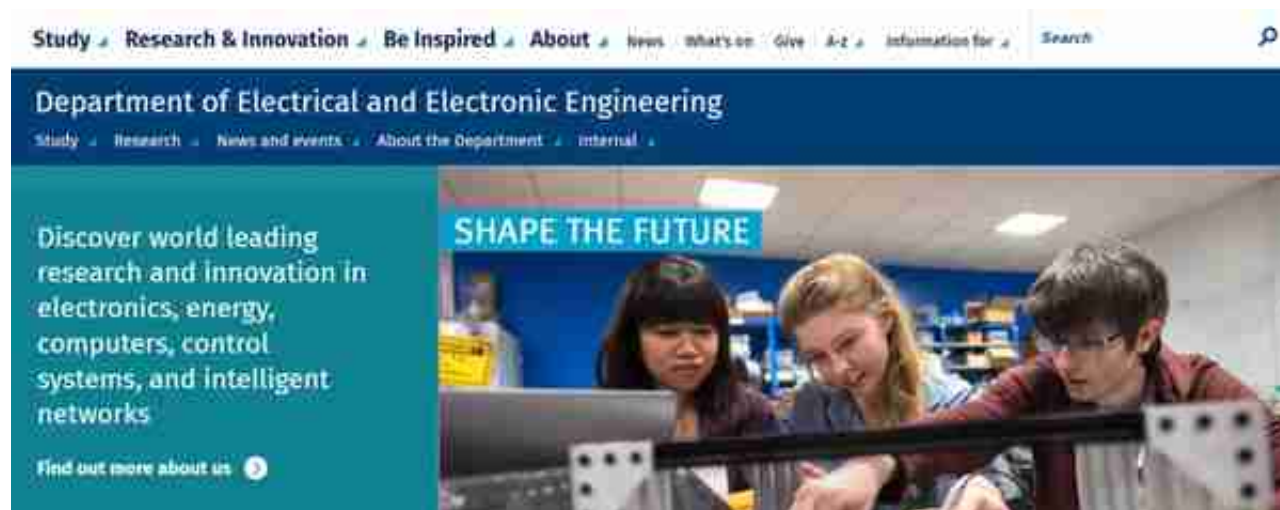 Study Research & Innovation Be Inspired About News What's on Give A-Z Information for Search
Department of Electrical and Electronic Engineering
Study Research News and events About the Department Internal
SHAPE THE FUTURE
Discover world leading
research and innovation in
electronics, energy,
computers, control
systems, and intelligent
networks
Find out more about us